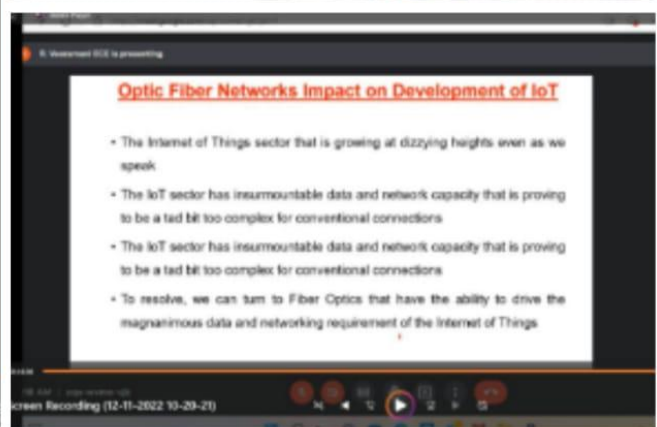 is presenting
Optic Fiber Networks Impact on Development of IoT
• The Internet of Things sector that is growing at dizzying heights even as we
speak
• The IoT sector has insurmountable data and network capacity that is proving
to be a tad bit too complex for conventional connections
• The IoT sector has insurmountable data and network capacity that is proving
to be a tad bit too complex for conventional connections
• To resolve, we can turn to Fiber Optics that have the ability to drive the
magnanimous data and networking requirement of the Internet of Things
creen Recording (12-11-2022 10-20-21)